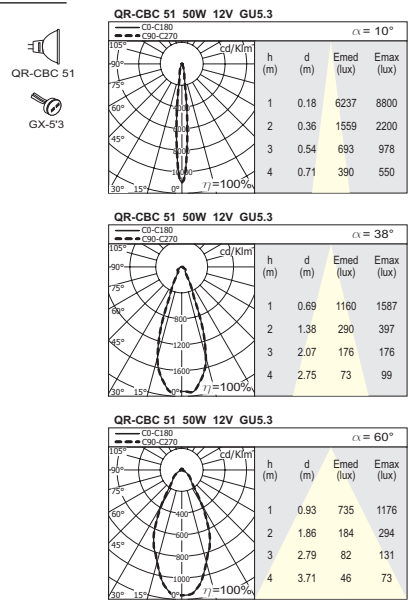 QR-CBC 51
GX-5'3
QR-CBC 51 50W 12V GU5.3
C0-C180
C90-C270
α = 10°
105°
90°
75°
60°
45°
30° 15° 0°
cd/Klm
4000
6000
8000
10000
η=100%
h (m) d (m) Emed (lux) Emax (lux)
1 0.18 6237 8800
2 0.36 1559 2200
3 0.54 693 978
4 0.71 390 550
QR-CBC 51 50W 12V GU5.3
C0-C180
C90-C270
α = 38°
105°
90°
75°
60°
45°
30° 15° 0°
cd/Klm
800
1200
1600
η=100%
h (m) d (m) Emed (lux) Emax (lux)
1 0.69 1160 1587
2 1.38 290 397
3 2.07 176 176
4 2.75 73 99
QR-CBC 51 50W 12V GU5.3
C0-C180
C90-C270
α = 60°
105°
90°
75°
60°
45°
30° 15° 0°
cd/Klm
400
600
800
1000
η=100%
h (m) d (m) Emed (lux) Emax (lux)
1 0.93 735 1176
2 1.86 184 294
3 2.79 82 131
4 3.71 46 73